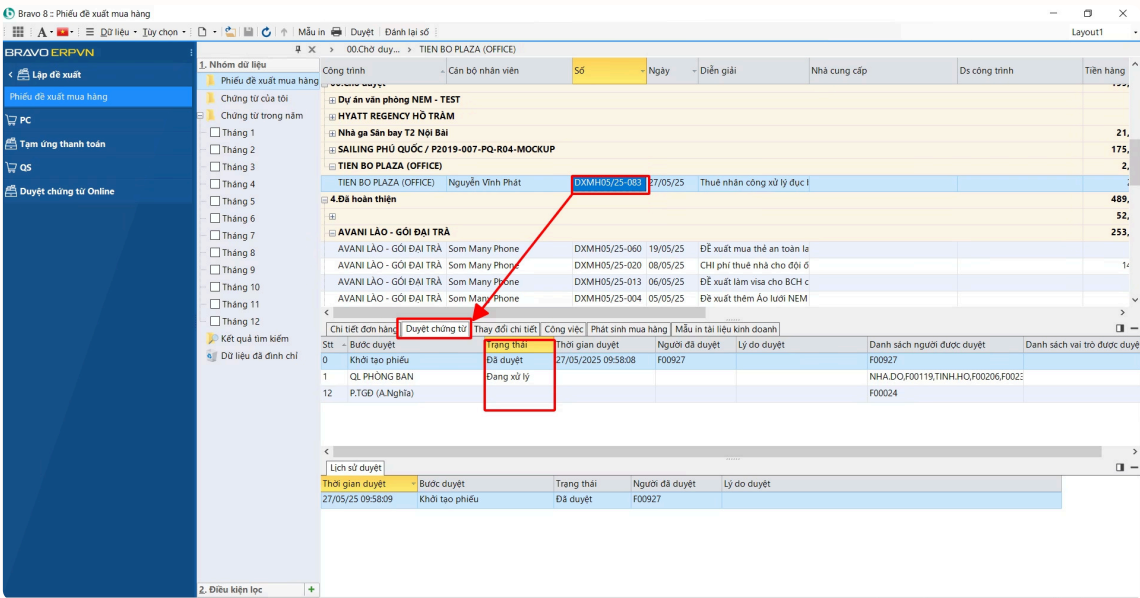 Bravo 8 :: Phiếu đề xuất mua hàng
A Dữ liệu Tùy chọn Mẫu in Duyệt Đánh lại số Layout1
BRAVO ERPVN
Lập đề xuất
Phiếu đề xuất mua hàng
PC
Tạm ứng thanh toán
QS
Duyệt chứng từ Online
1. Nhóm dữ liệu
Phiếu đề xuất mua hàng
Chứng từ của tôi
Chứng từ trong năm
Tháng 1
Tháng 2
Tháng 3
Tháng 4
Tháng 5
Tháng 6
Tháng 7
Tháng 8
Tháng 9
Tháng 10
Tháng 11
Tháng 12
Kết quả tìm kiếm
Dữ liệu đã đình chỉ
2. Điều kiện lọc
00.Chờ duy... > TIEN BO PLAZA (OFFICE)
Công trình Cán bộ nhân viên Số Ngày Diễn giải Nhà cung cấp Ds công trình Tiền hàng
00.Chờ duyệt
Dự án văn phòng NEM - TEST
HYATT REGENCY HỒ TRÀM
Nhà ga Sân bay T2 Nội Bài 21,
SAILING PHÚ QUỐC / P2019-007-PQ-R04-MOCKUP 175,
TIEN BO PLAZA (OFFICE) 2,
TIEN BO PLAZA (OFFICE) Nguyễn Vĩnh Phát DXMH05/25-083 27/05/25 Thuê nhân công xử lý đục l
4.Đã hoàn thiện 489,
52,
AVANI LÀO - GÓI ĐẠI TRÀ 253,
AVANI LÀO - GÓI ĐẠI TRÀ Som Many Phone DXMH05/25-060 19/05/25 ĐỀ xuất mua thẻ an toàn la
AVANI LÀO - GÓI ĐẠI TRÀ Som Many Phone DXMH05/25-020 08/05/25 CHI phí thuê nhà cho đội ố 14
AVANI LÀO - GÓI ĐẠI TRÀ Som Many Phone DXMH05/25-013 06/05/25 ĐỀ xuất làm visa cho BCH c
AVANI LÀO - GÓI ĐẠI TRÀ Som Many Phone DXMH05/25-004 05/05/25 Đề xuất thêm Áo lưới NEM
Chi tiết đơn hàng Duyệt chứng từ Thay đổi chi tiết Công việc Phát sinh mua hàng Mẫu in tài liệu kinh doanh
Stt Bước duyệt Trạng thái Thời gian duyệt Người đã duyệt Lý do duyệt Danh sách người được duyệt Danh sách vai trò được duyệ
0 Khởi tạo phiếu Đã duyệt 27/05/2025 09:58:08 F00927 F00927
1 QL PHÒNG BAN Đang xử lý NHA.DO,F00119,TINH.HO,F00206,F0023
12 P.TGĐ (A.Nghĩa) F00024
Lịch sử duyệt
Thời gian duyệt Bước duyệt Trạng thái Người đã duyệt Lý do duyệt
27/05/25 09:58:09 Khởi tạo phiếu Đã duyệt F00927